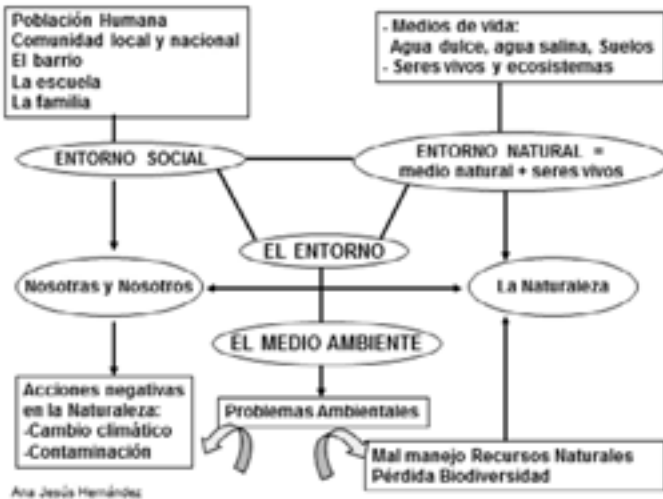 Población Humana
Comunidad local y nacional
El barrio
La escuela
La familia
- Medios de vida:
Agua dulce, agua salina, Suelos
- Seres vivos y ecosistemas
ENTORNO SOCIAL
ENTORNO NATURAL =
medio natural + seres vivos
EL ENTORNO
Nosotras y Nosotros
La Naturaleza
EL MEDIO AMBIENTE
Acciones negativas
en la Naturaleza:
-Cambio climático
-Contaminación
Problemas Ambientales
Mal manejo Recursos Naturales
Pérdida Biodiversidad
Ana Jesús Hernández